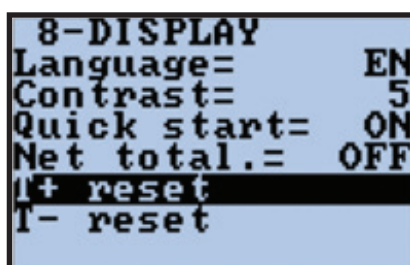 8-DISPLAY
Language= EN
Contrast= 5
Quick start= ON
Net total.= OFF
T+ reset
T- reset